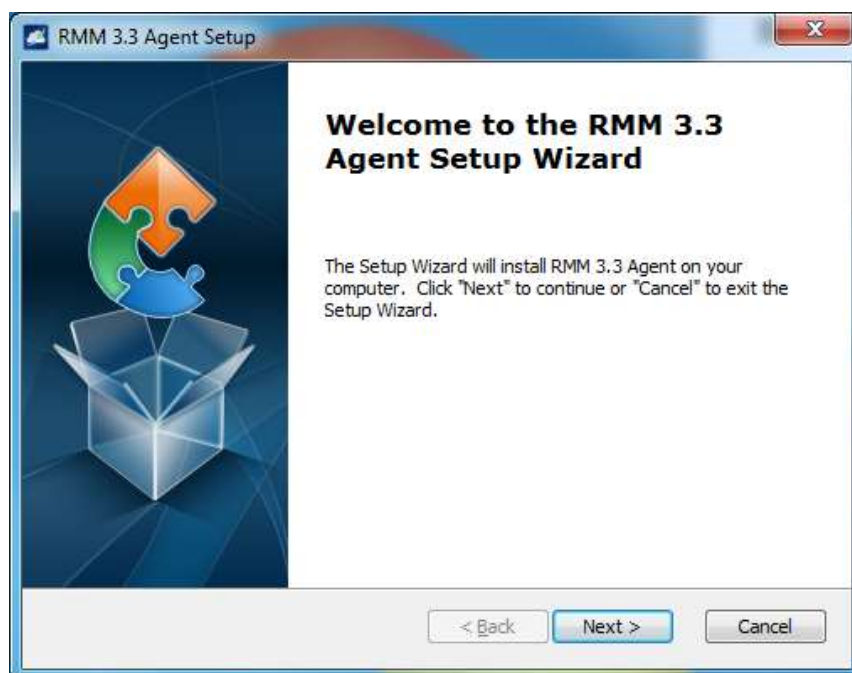 RMM 3.3 Agent Setup
Welcome to the RMM 3.3
Agent Setup Wizard
The Setup Wizard will install RMM 3.3 Agent on your
computer. Click "Next" to continue or "Cancel" to exit the
Setup Wizard.
< Back Next > Cancel